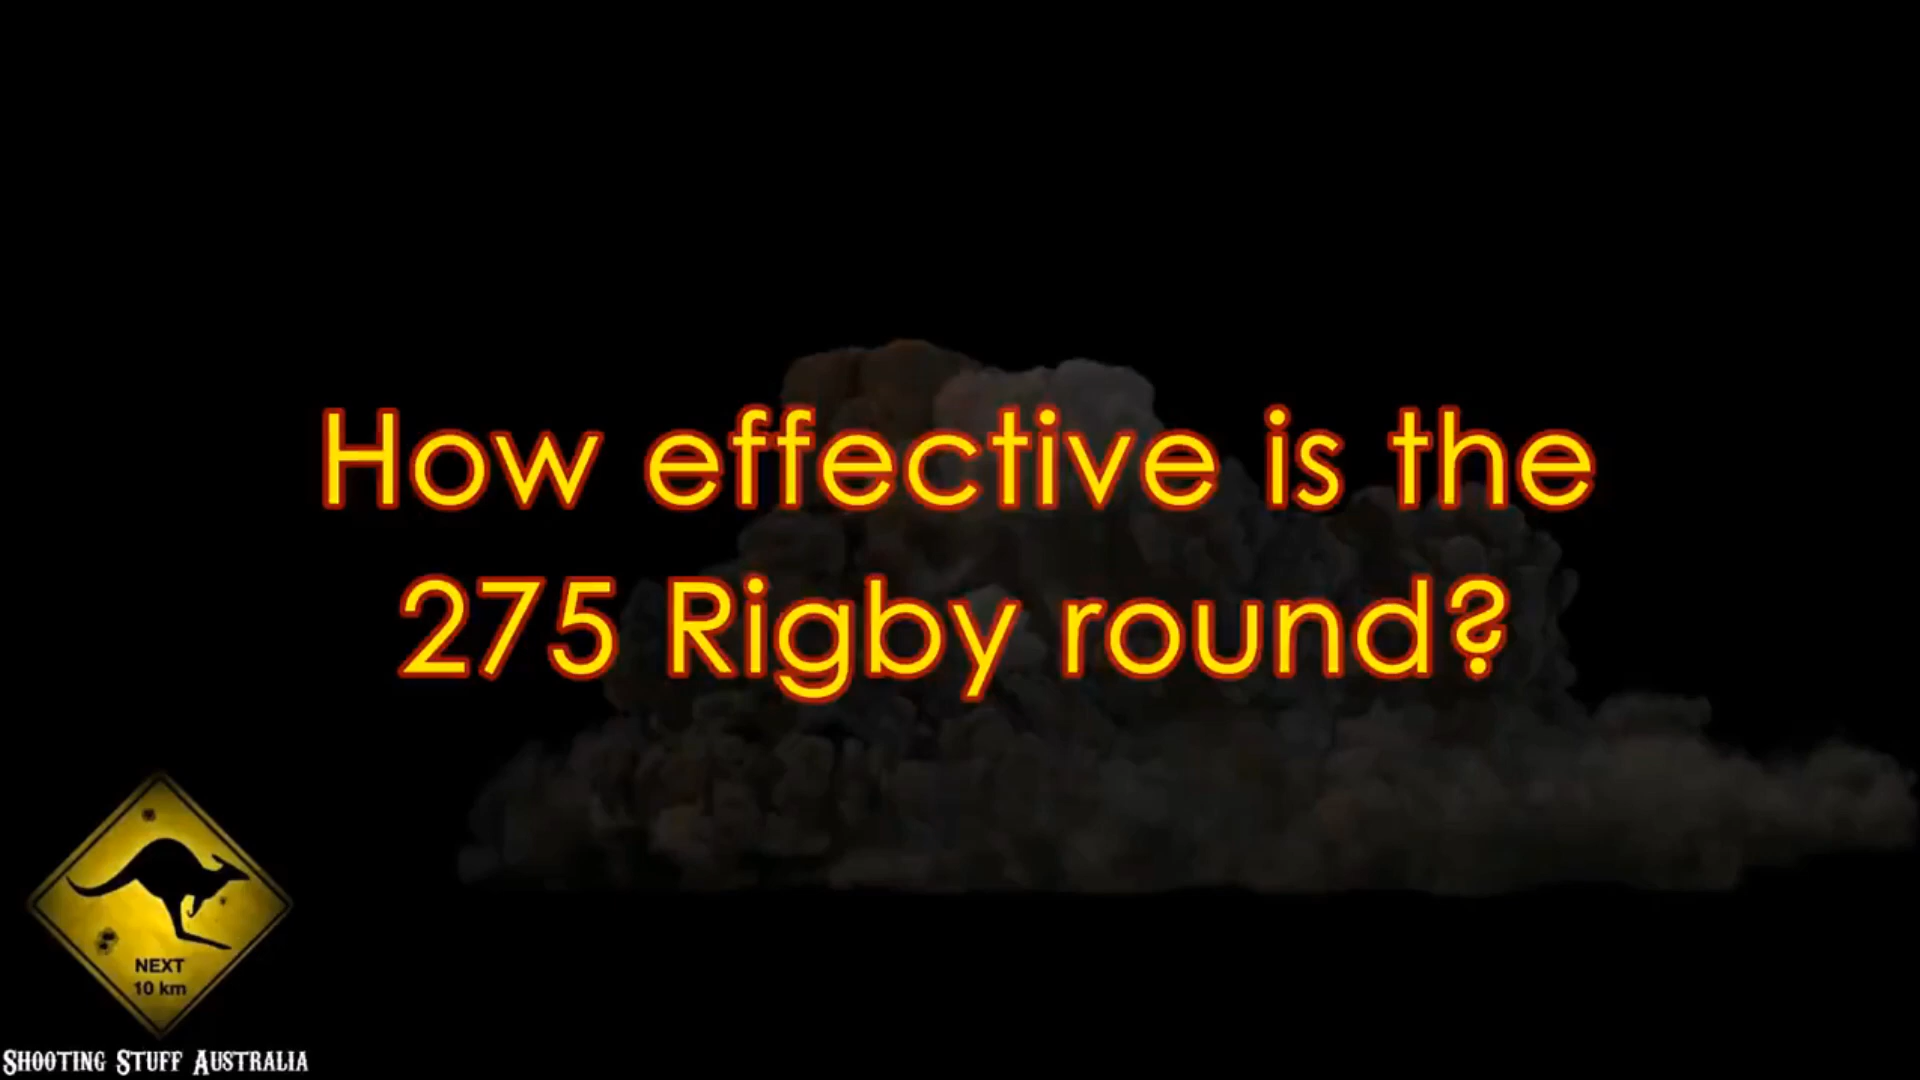 How effective is the
275 Rigby round?
NEXT
10 km
Shooting Stuff Australia